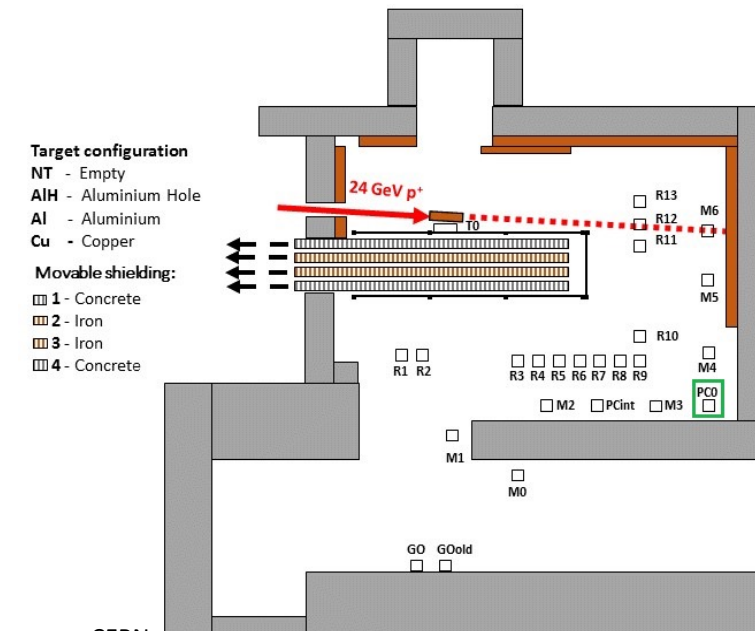 Target configuration
NT - Empty
AlH - Aluminium Hole
Al - Aluminium
Cu - Copper
Movable shielding:
1 - Concrete
2 - Iron
3 - Iron
4 - Concrete
24 GeV p⁺
T0
R13
R12
M6
R11
M5
R10
M4
R1 R2
R3 R4 R5 R6 R7 R8 R9
PC0
M2
PCint
M3
M1
M0
GO GOold